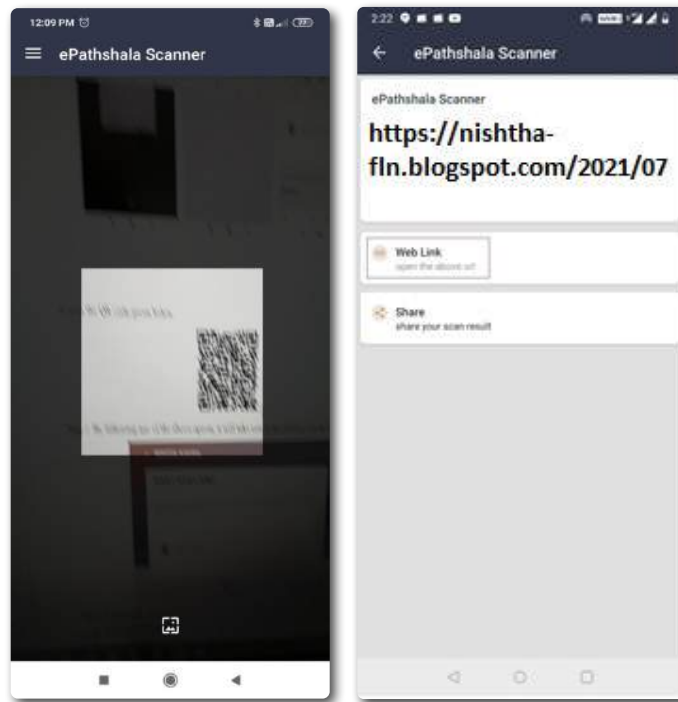 12:09 PM
ePathshala Scanner
2:22
ePathshala Scanner
ePathshala Scanner
https://nishtha-
fln.blogspot.com/2021/07
Web Link
open the above url
Share
share your scan result